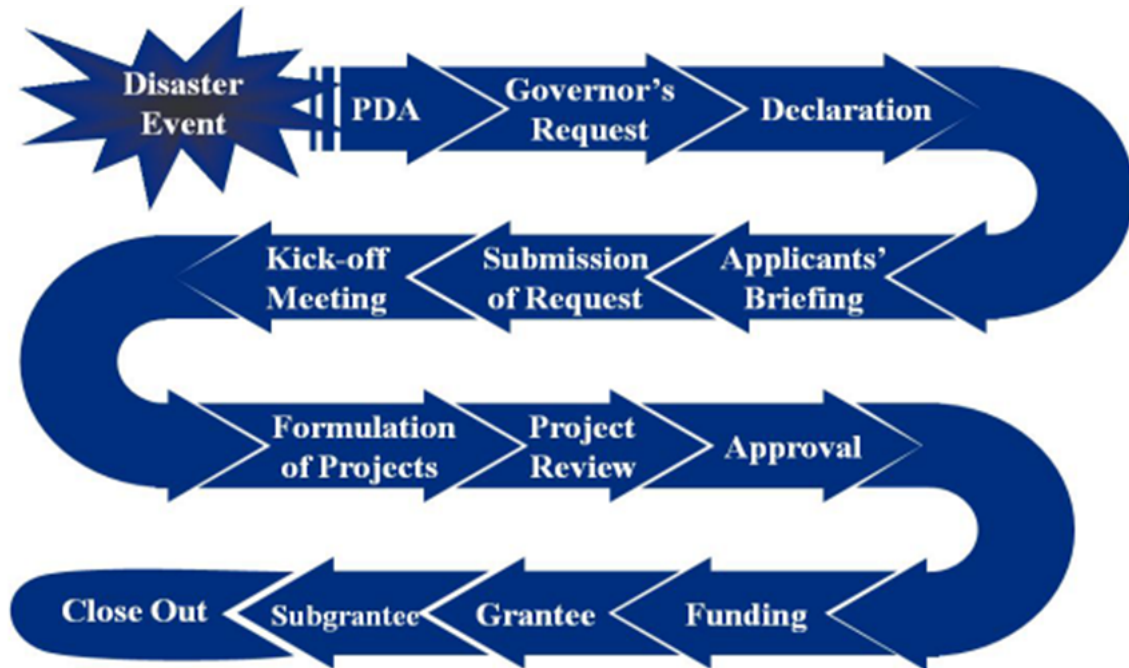 Disaster
Event
PDA
Governor's
Request
Declaration
Applicants'
Briefing
Submission
of Request
Kick-off
Meeting
Formulation
of Projects
Project
Review
Approval
Funding
Grantee
Subgrantee
Close Out